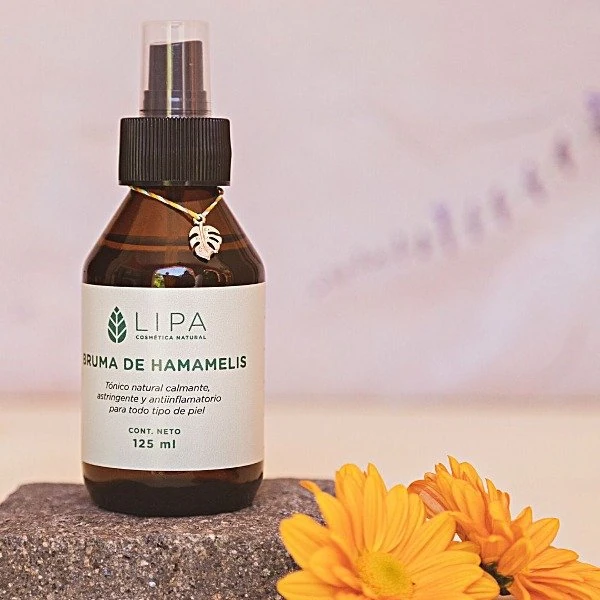 LIPA
COSMÉTICA NATURAL
BRUMA DE HAMAMELIS
Tónico natural calmante,
astringente y antiinflamatorio
para todo tipo de piel
CONT. NETO
125 ml